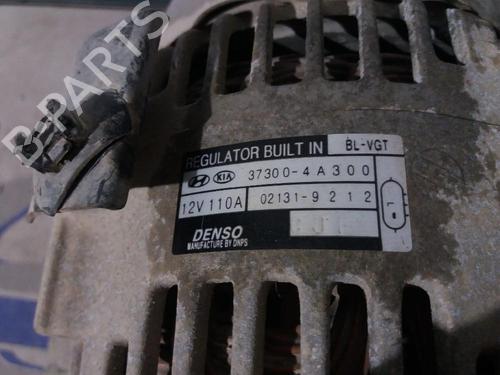 B-PARTS
REGULATOR BUILT IN BL-VGT
KIA 37300-4A300
12V 110A 02131-9212
DENSO
MANUFACTURE BY DNPS